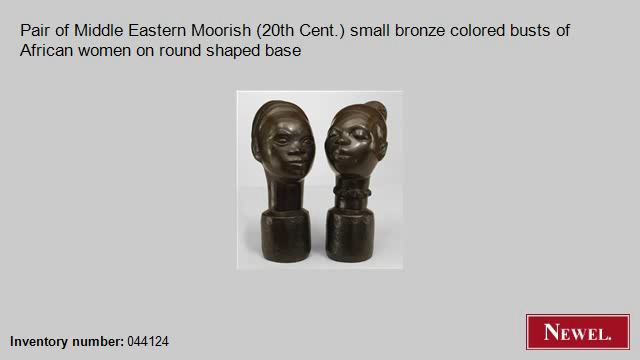 Pair of Middle Eastern Moorish (20th Cent.) small bronze colored busts of
African women on round shaped base
Inventory number: 044124
NEWEL.